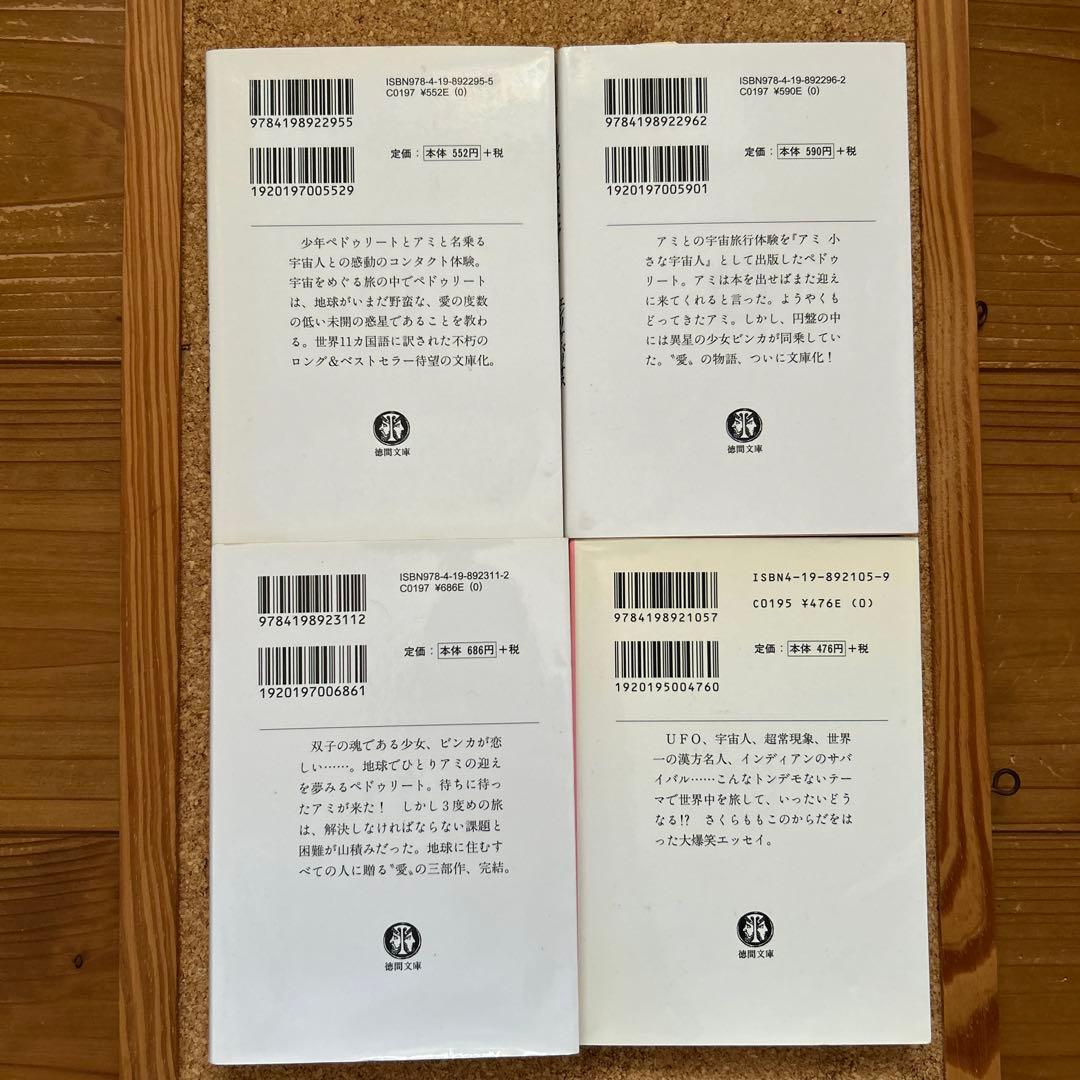 ISBN978-4-19-892295-5
C0197 ¥552E (0)
9784198922955
定価：本体 552円+税
1920197005529
少年ペドゥリートとアミと名乗る
宇宙人との感動のコンタクト体験。
宇宙をめぐる旅の中でペドゥリート
は、地球がいまだ野蛮な、愛の度数
の低い未開の惑星であることを教わ
る。世界11カ国語に訳された不朽の
ロング＆ベストセラー待望の文庫化。
徳間文庫
ISBN978-4-19-892296-2
C0197 ¥590E (0)
9784198922962
定価：本体 590円+税
1920197005901
アミとの宇宙旅行体験を『アミ 小
さな宇宙人』として出版したペドゥ
リート。アミは本を出せばまた迎え
に来てくれると言った。ようやくも
どってきたアミ。しかし、円盤の中
には異星の少女ビンカが同乗してい
た。〝愛〟の物語、ついに文庫化！
徳間文庫
ISBN978-4-19-892311-2
C0197 ¥686E (0)
9784198923112
定価：本体 686円+税
1920197006861
双子の魂である少女、ビンカが恋
しい……。地球でひとりアミの迎え
を夢みるペドゥリート。待ちに待っ
たアミが来た！　しかし３度めの旅
は、解決しなければならない課題と
困難が山積みだった。地球に住むす
べての人に贈る〝愛〟の三部作、完結。
徳間文庫
ISBN4-19-892105-9
C0195 ¥476E (0)
9784198921057
定価：本体 476円+税
1920195004760
ＵＦＯ、宇宙人、超常現象、世界
一の漢方名人、インディアンのサバ
イバル……こんなトンデモないテー
マで世界中を旅して、いったいどう
なる!?　さくらももこのからだをは
った大爆笑エッセイ。
徳間文庫